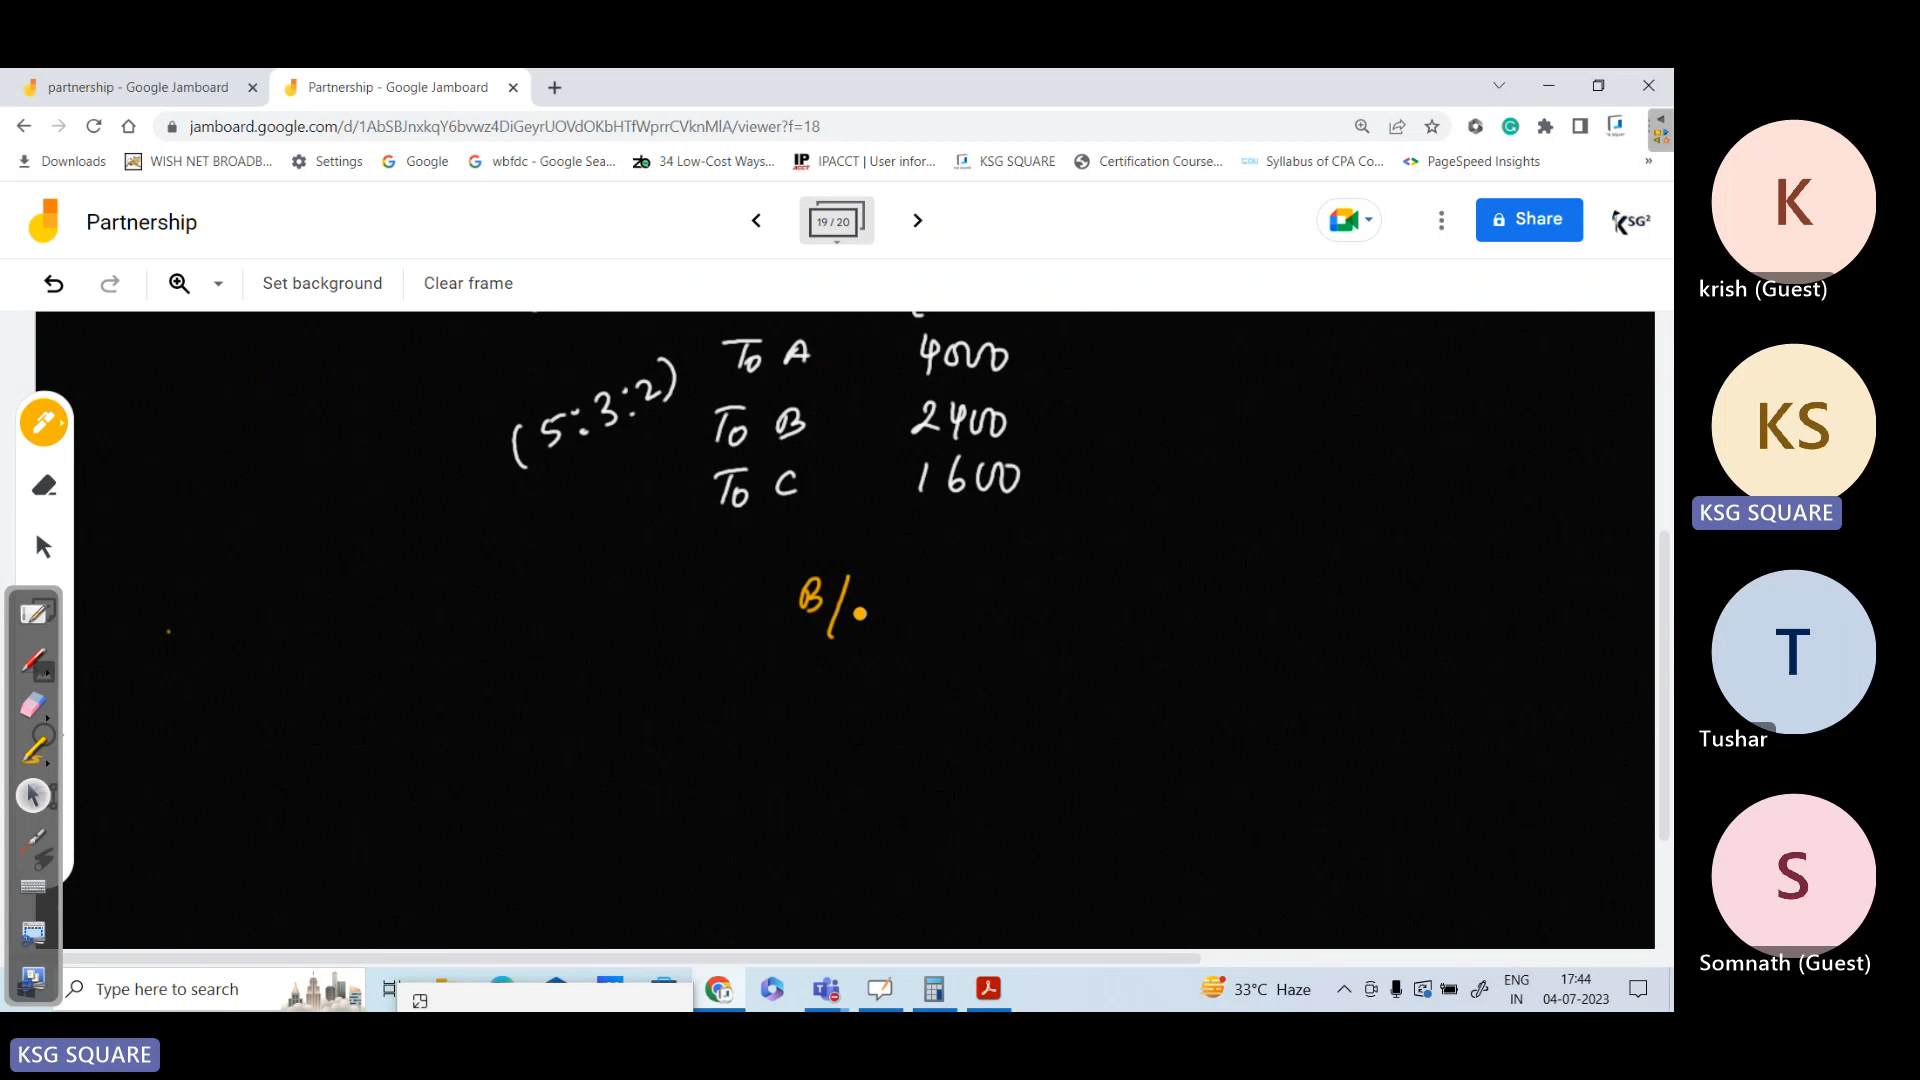 partnership - Google Jamboard
Partnership - Google Jamboard
jamboard.google.com/d/1AbSBJnxkqY6bvwz4DiGeyrUOVdOKbHTfWprrCVknMlA/viewer?f=18
Downloads
WISH NET BROADB...
Settings
Google
wbfdc - Google Sea...
34 Low-Cost Ways...
IPACCT | User infor...
KSG SQUARE
Certification Course...
Syllabus of CPA Co...
PageSpeed Insights
»
Partnership
19 / 20
Share
KSG²
Set background
Clear frame
To A 4000
(5:3:2)
To B 2400
To C 1600
B/
K
krish (Guest)
KS
KSG SQUARE
T
Tushar
S
Somnath (Guest)
Type here to search
33°C Haze
ENG
IN
17:44
04-07-2023
KSG SQUARE